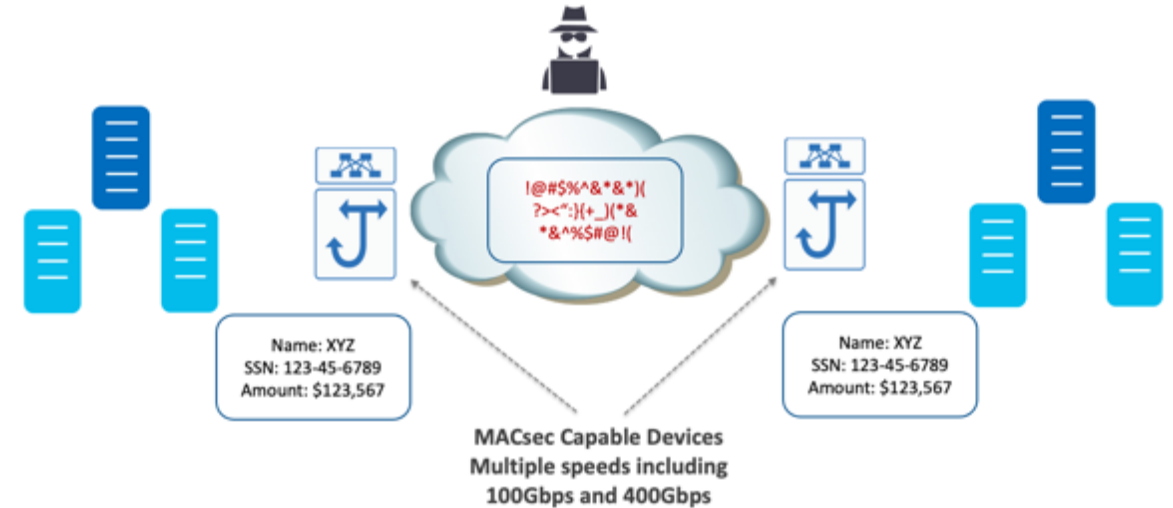 !@#$%^&*&*)(
?><“:}{+_)(*&
*&^%$#@!(
Name: XYZ
SSN: 123-45-6789
Amount: $123,567
Name: XYZ
SSN: 123-45-6789
Amount: $123,567
MACsec Capable Devices
Multiple speeds including
100Gbps and 400Gbps